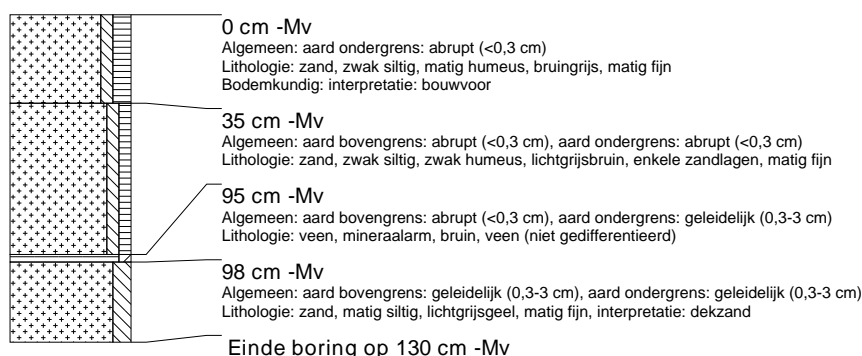 0 cm -Mv
Algemeen: aard ondergrens: abrupt (<0,3 cm)
Lithologie: zand, zwak siltig, matig humeus, bruingrijs, matig fijn
Bodemkundig: interpretatie: bouwvoor
35 cm -Mv
Algemeen: aard bovengrens: abrupt (<0,3 cm), aard ondergrens: abrupt (<0,3 cm)
Lithologie: zand, zwak siltig, zwak humeus, lichtgrijsbruin, enkele zandlagen, matig fijn
95 cm -Mv
Algemeen: aard bovengrens: abrupt (<0,3 cm), aard ondergrens: geleidelijk (0,3-3 cm)
Lithologie: veen, mineraalarm, bruin, veen (niet gedifferentieerd)
98 cm -Mv
Algemeen: aard bovengrens: geleidelijk (0,3-3 cm), aard ondergrens: geleidelijk (0,3-3 cm)
Lithologie: zand, matig siltig, lichtgrijsgeel, matig fijn, interpretatie: dekzand
Einde boring op 130 cm -Mv